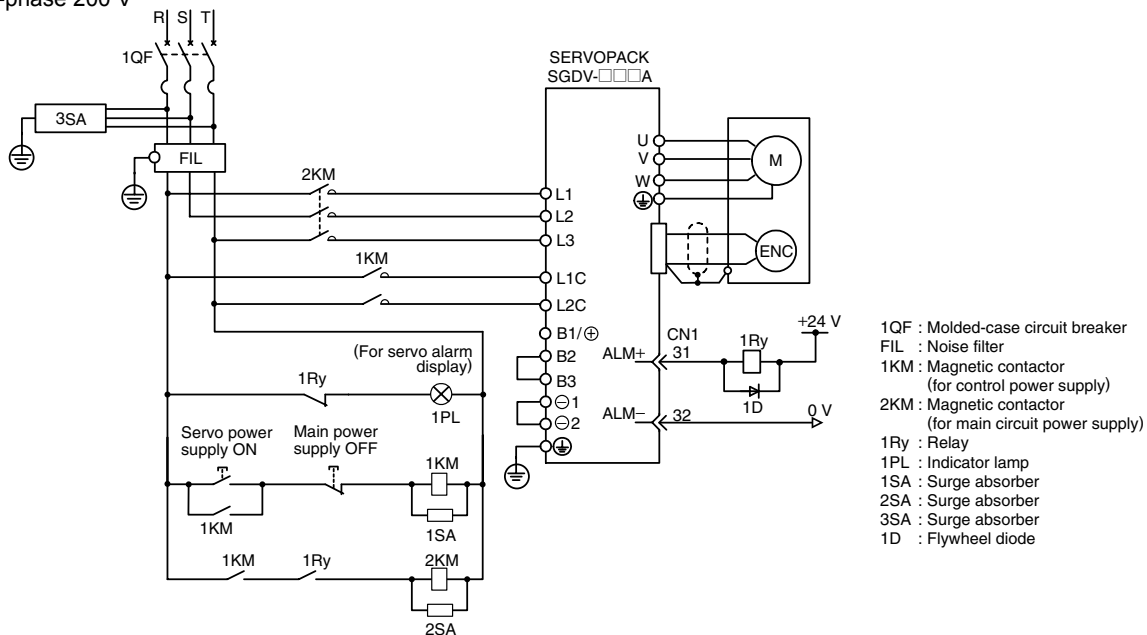 -phase 200 V
R S T
1QF
3SA
FIL
2KM
1KM
SERVOPACK
SGDV-□□□A
L1
L2
L3
L1C
L2C
B1/⊕
B2
B3
⊖1
⊖2
U
V
W
M
ENC
CN1
ALM+ 31
ALM− 32
1Ry
1D
+24 V
0 V
(For servo alarm
display)
1Ry
1PL
Servo power
supply ON
Main power
supply OFF
1KM
1KM
1SA
1KM
1Ry
2KM
2SA
1QF : Molded-case circuit breaker
FIL : Noise filter
1KM : Magnetic contactor
(for control power supply)
2KM : Magnetic contactor
(for main circuit power supply)
1Ry : Relay
1PL : Indicator lamp
1SA : Surge absorber
2SA : Surge absorber
3SA : Surge absorber
1D : Flywheel diode